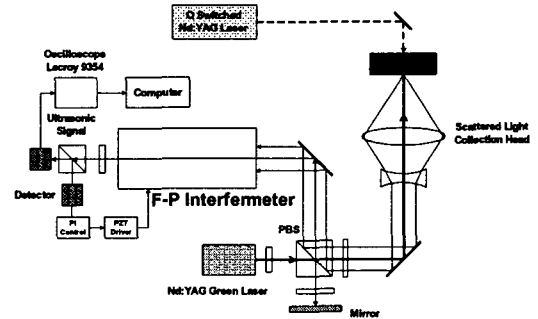 Q Switched
Nd:YAG Laser
Oscilloscope
Lecroy 9354
Computer
Ultrasonic
Signal
Scattered Light
Collection Head
Detector
F-P Interfermeter
PI
Control
PZT
Driver
PBS
Nd:YAG Green Laser
Mirror